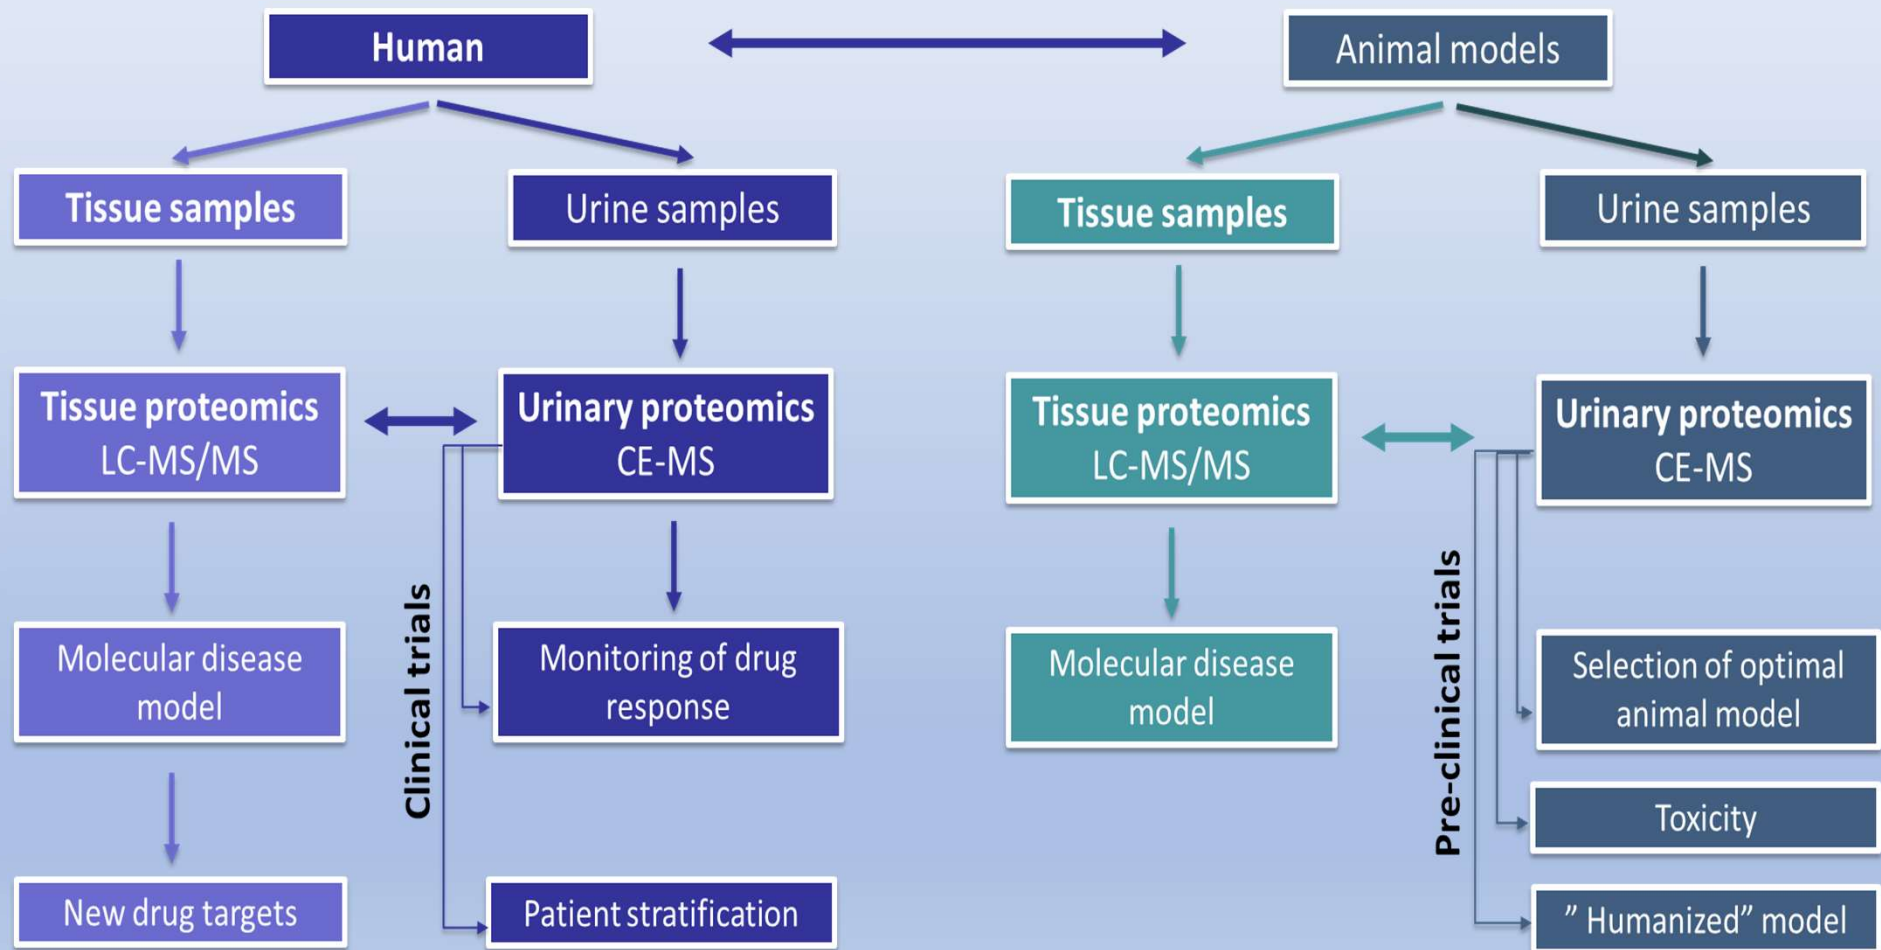 Human
Animal models
Tissue samples
Urine samples
Tissue samples
Urine samples
Tissue proteomics
LC-MS/MS
Urinary proteomics
CE-MS
Tissue proteomics
LC-MS/MS
Urinary proteomics
CE-MS
Clinical trials
Pre-clinical trials
Molecular disease
model
Monitoring of drug
response
Molecular disease
model
Selection of optimal
animal model
Toxicity
New drug targets
Patient stratification
” Humanized” model